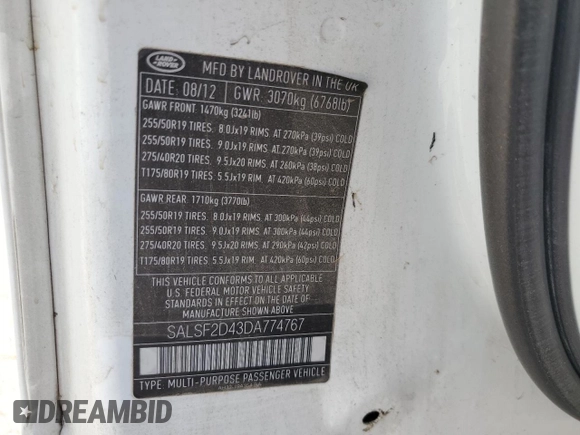 LAND
ROVER
MFD BY LANDROVER IN THE UK
DATE: 08/12 GWR: 3070kg (6768lb)
GAWR FRONT: 1470kg (3241lb)
255/50R19 TIRES. 8.0Jx19 RIMS. AT 270kPa (39psi) COLD
255/50R19 TIRES. 9.0Jx19 RIMS. AT 270kPa (39psi) COLD
275/40R20 TIRES. 9.5Jx20 RIMS. AT 260kPa (38psi) COLD
T175/80R19 TIRES 5.5Jx19 RIM. AT 420kPa (60psi) COLD
GAWR.REAR: 1710kg (3770lb)
255/50R19 TIRES. 8.0Jx19 RIMS. AT 300kPa (44psi) COLD
255/50R19 TIRES. 9.0Jx19 RIMS. AT 300kPa (44psi) COLD
275/40R20 TIRES. 9.5Jx20 RIMS. AT 290kPa (42psi) COLD
T175/80R19 TIRES 5.5Jx19 RIM. AT 420kPa (60psi) COLD
THIS VEHICLE CONFORMS TO ALL APPLICABLE
U.S. FEDERAL MOTOR VEHICLE SAFETY
STANDARDS IN EFFECT ON THE DATE OF
MANUFACTURE SHOWN ABOVE
SALSF2D43DA774767
TYPE: MULTI-PURPOSE PASSENGER VEHICLE
DREAMBID